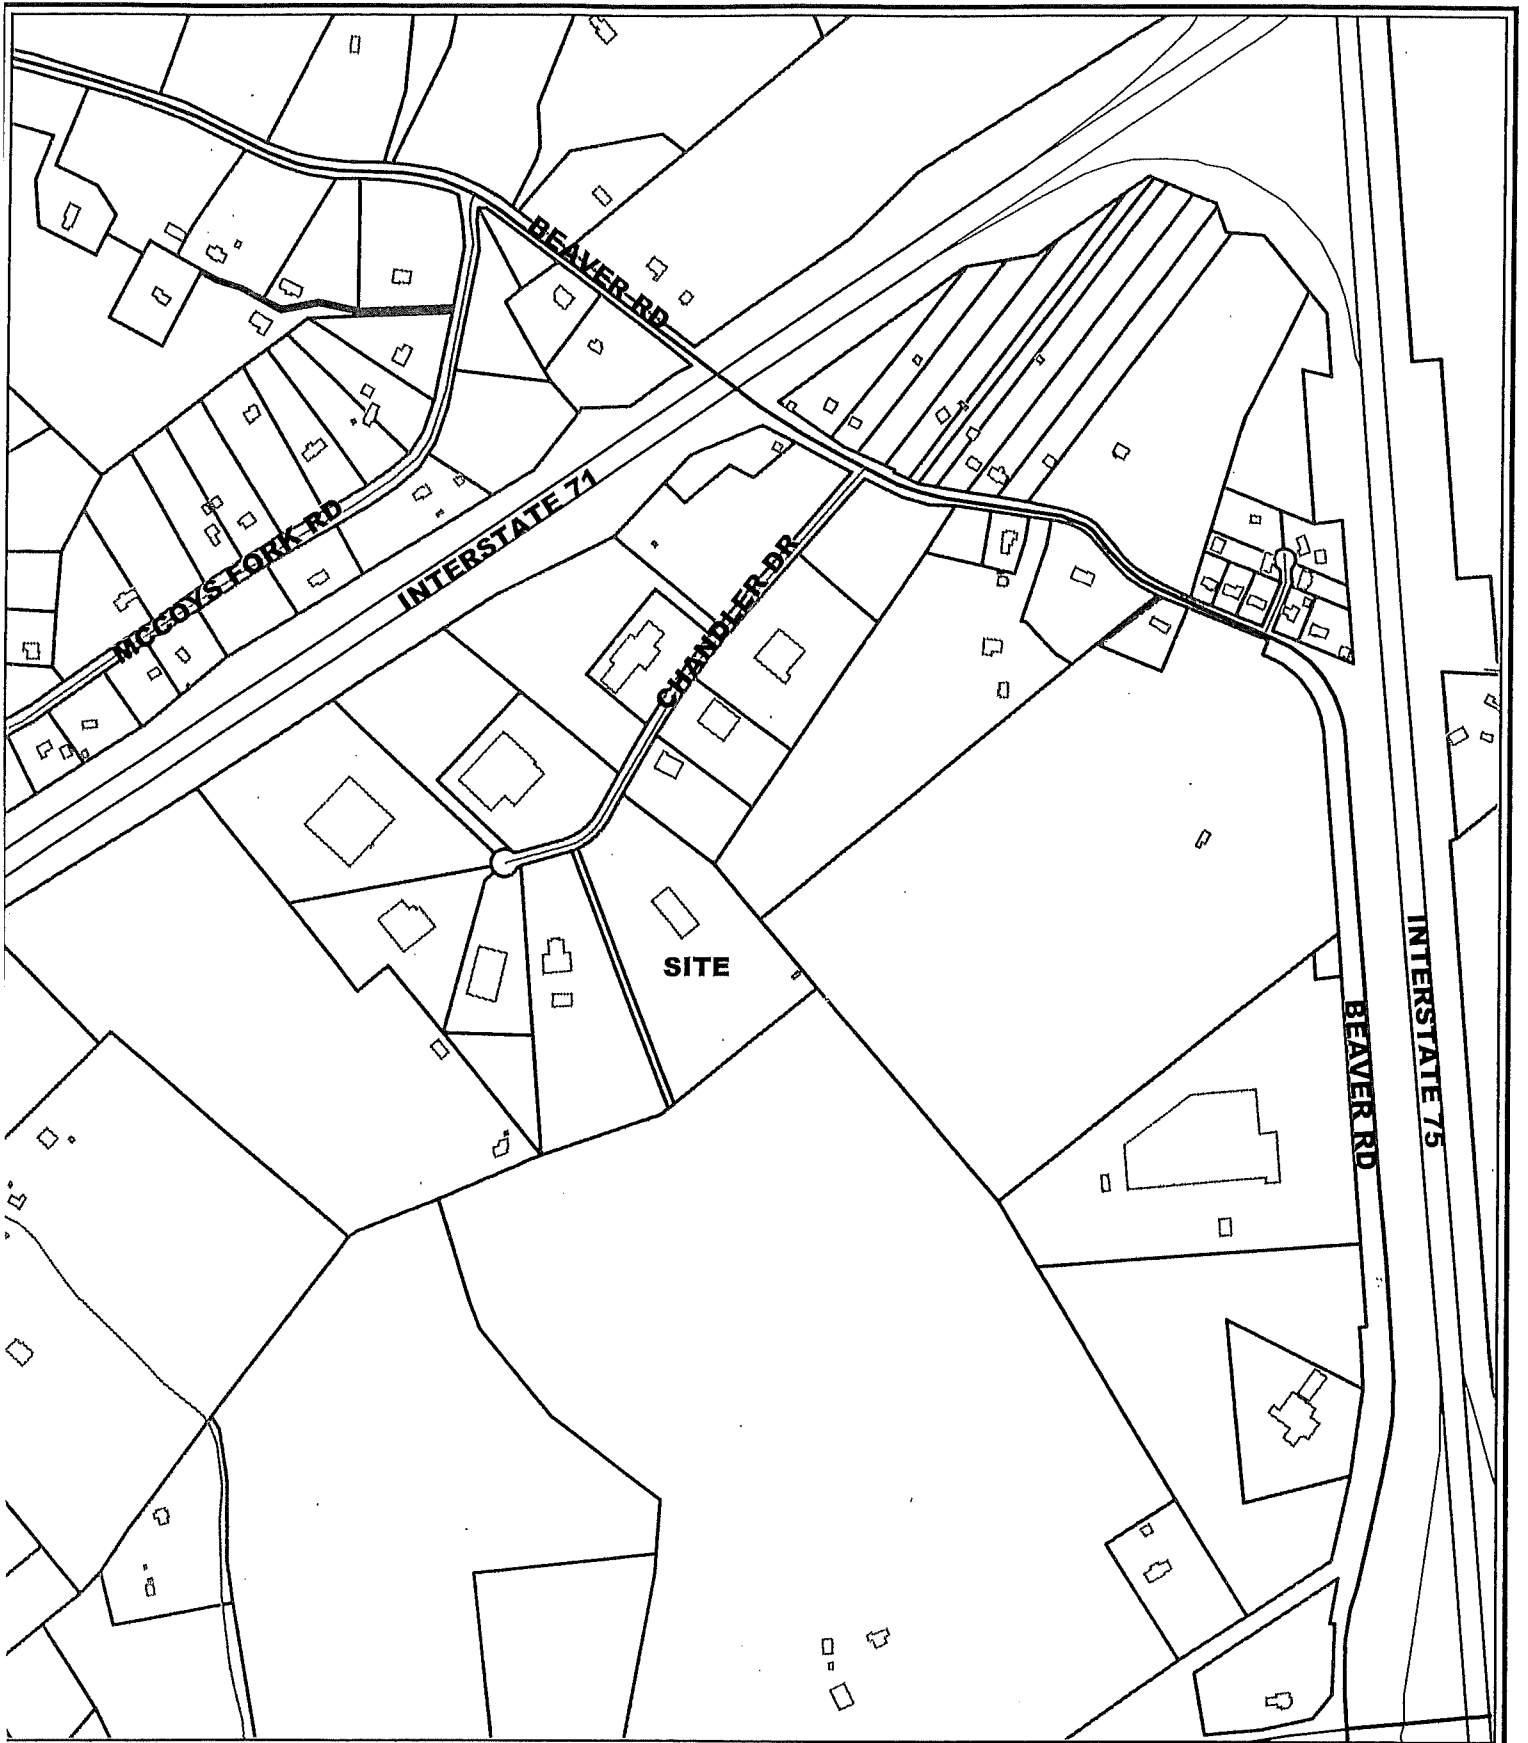 BEAVER RD
INTERSTATE 71
MCCOYS FORK RD
CHANDLER DR
SITE
INTERSTATE 75
BEAVER RD